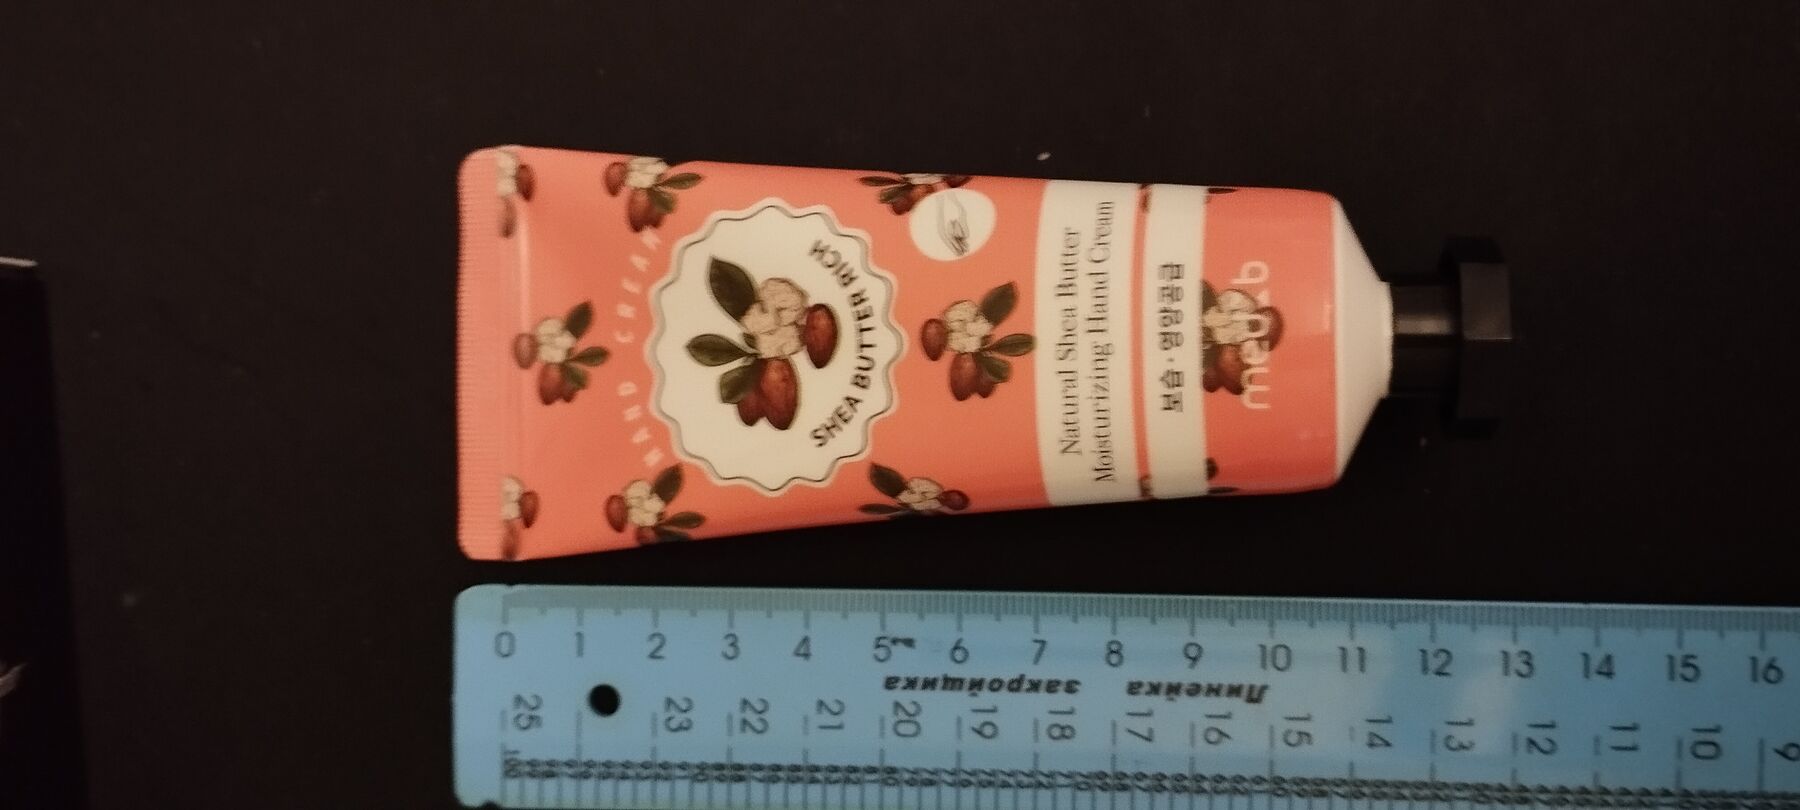 HAND CREAM
SHEA BUTTER RICH
Natural Shea Butter
Moisturizing Hand Cream
보습·영양공급
0 1 2 3 4 5 6 7 8 9 10 11 12 13 14 15 16
Линейка закройщика
25 23 22 21 20 19 18 17 16 15 14 13 12 11 10 9